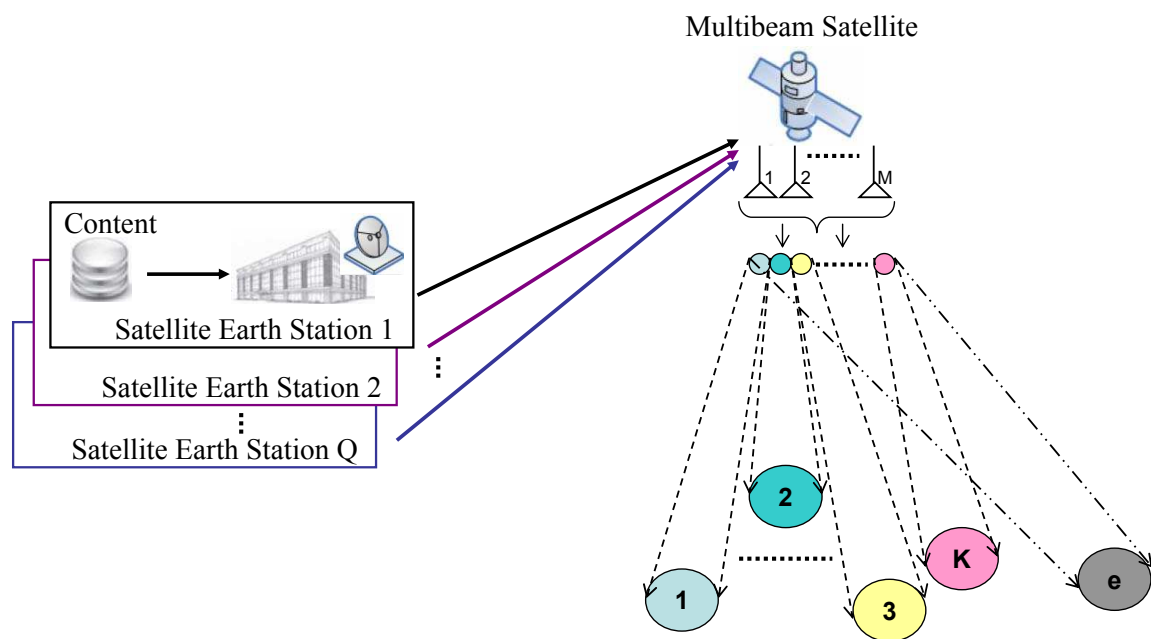 Multibeam Satellite
1 2 M
Content
Satellite Earth Station 1
Satellite Earth Station 2
Satellite Earth Station Q
2
K
e
1
3